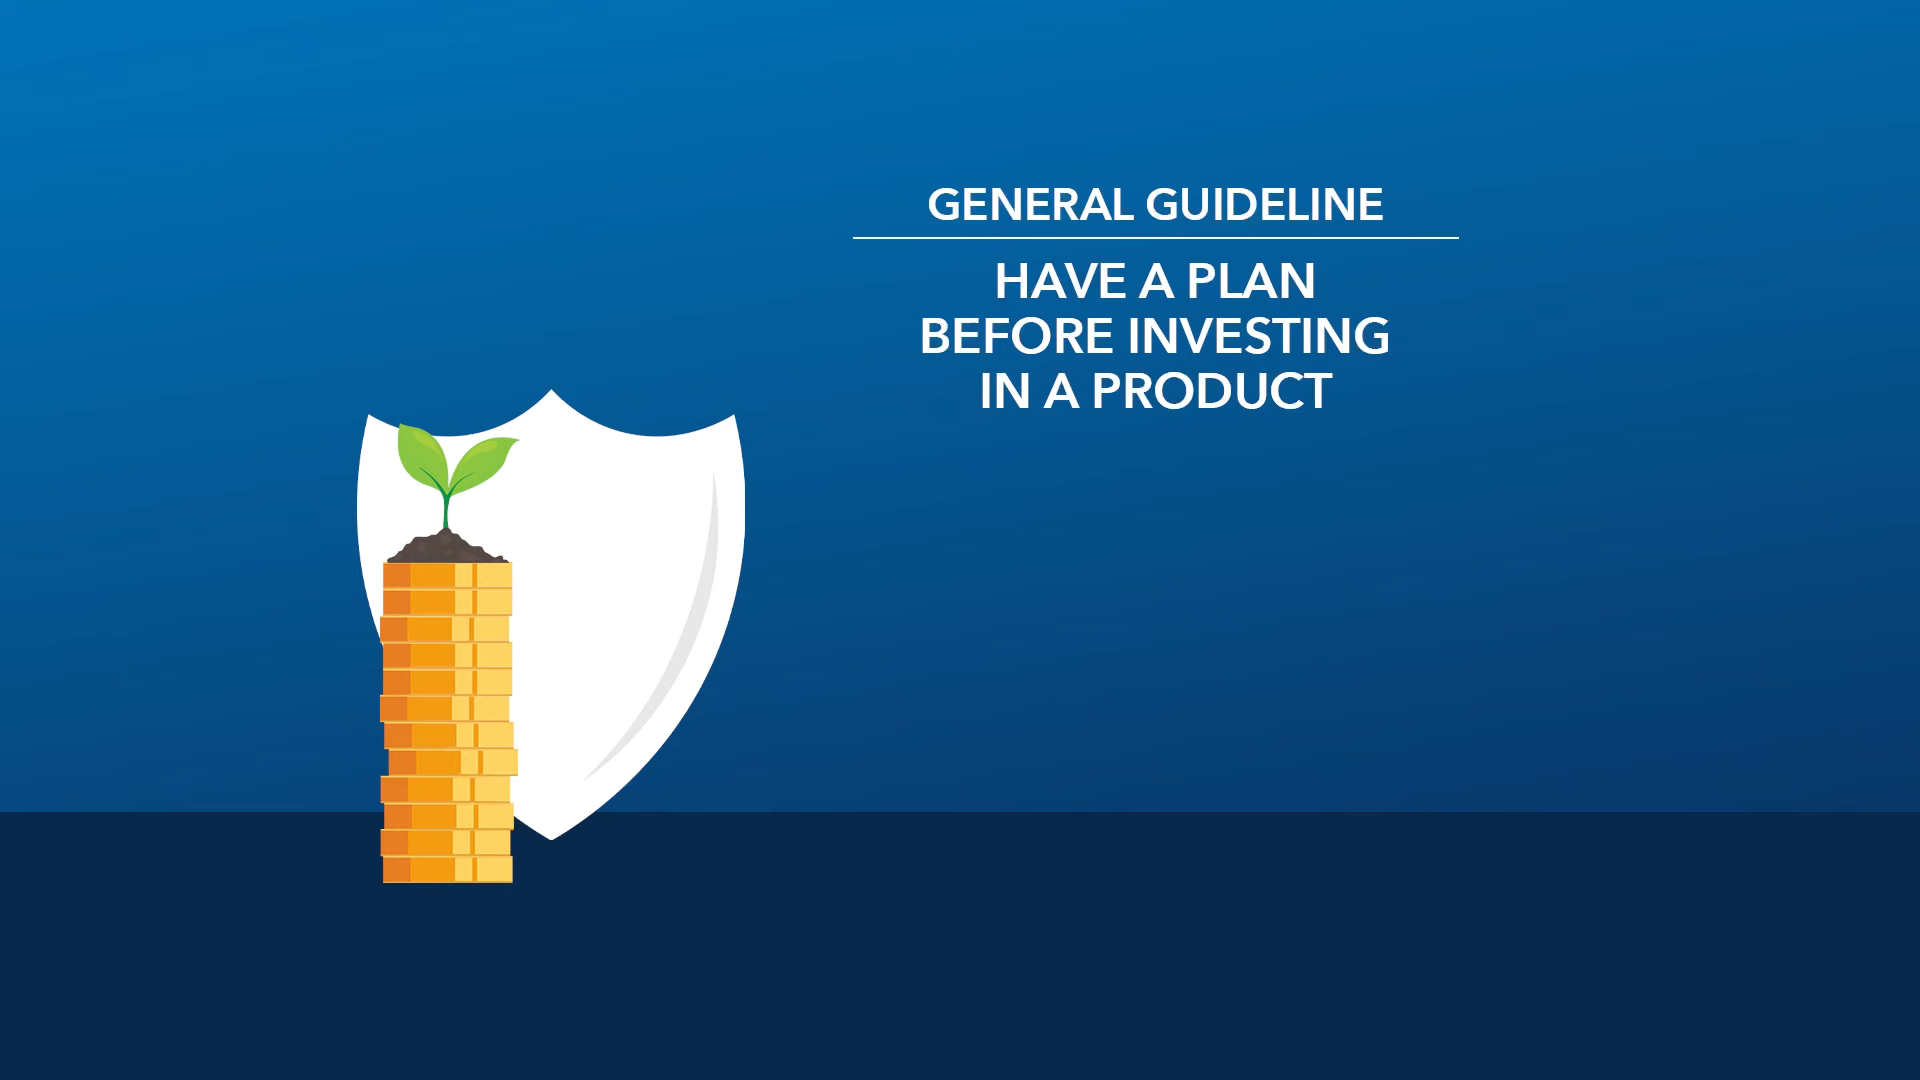 GENERAL GUIDELINE
HAVE A PLAN
BEFORE INVESTING
IN A PRODUCT